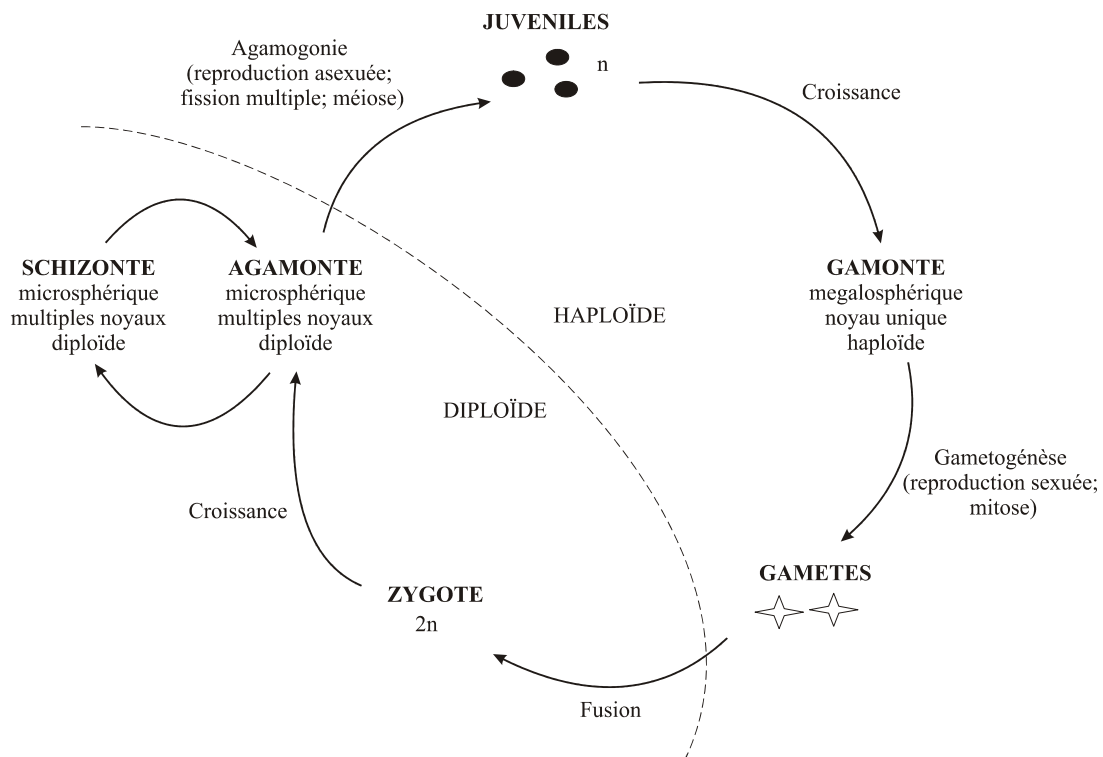 JUVENILES
n
Agamogonie
(reproduction asexuée;
fission multiple; méiose)
Croissance
SCHIZONTE
microsphérique
multiples noyaux
diploïde
AGAMONTE
microsphérique
multiples noyaux
diploïde
GAMONTE
megalosphérique
noyau unique
haploïde
HAPLOÏDE
DIPLOÏDE
Gametogénèse
(reproduction sexuée;
mitose)
Croissance
GAMETES
ZYGOTE
2n
Fusion